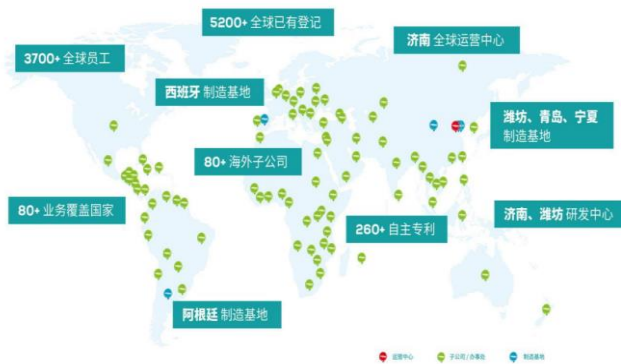 5200+ 全球已有登记
济南 全球运营中心
3700+ 全球员工
西班牙 制造基地
潍坊、青岛、宁夏
制造基地
80+ 海外子公司
80+ 业务覆盖国家
济南、潍坊 研发中心
260+ 自主专利
阿根廷 制造基地
运营中心
子公司 / 办事处
制造基地